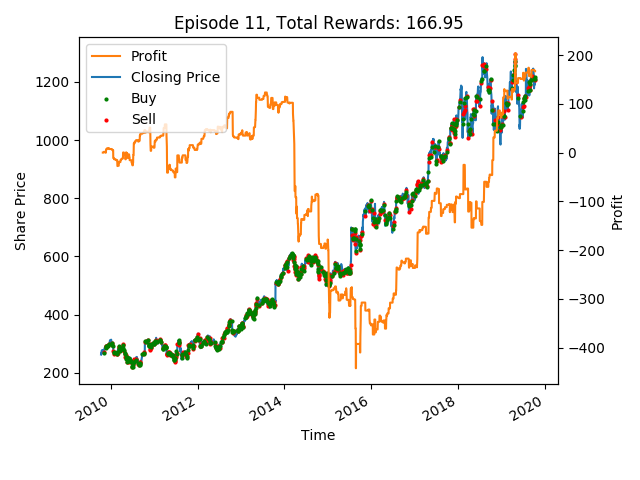 Episode 11, Total Rewards: 166.95
Profit
Closing Price
Buy
Sell
Share Price
1200
1000
800
600
400
200
200
100
0
−100
−200
−300
−400
Profit
2010
2012
2014
2016
2018
2020
Time